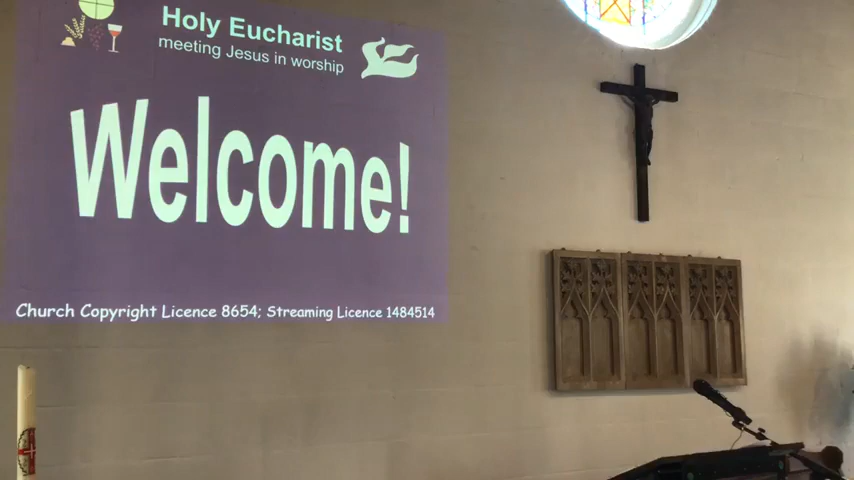 Holy Eucharist
meeting Jesus in worship
Welcome!
Church Copyright Licence 8654; Streaming Licence 1484514